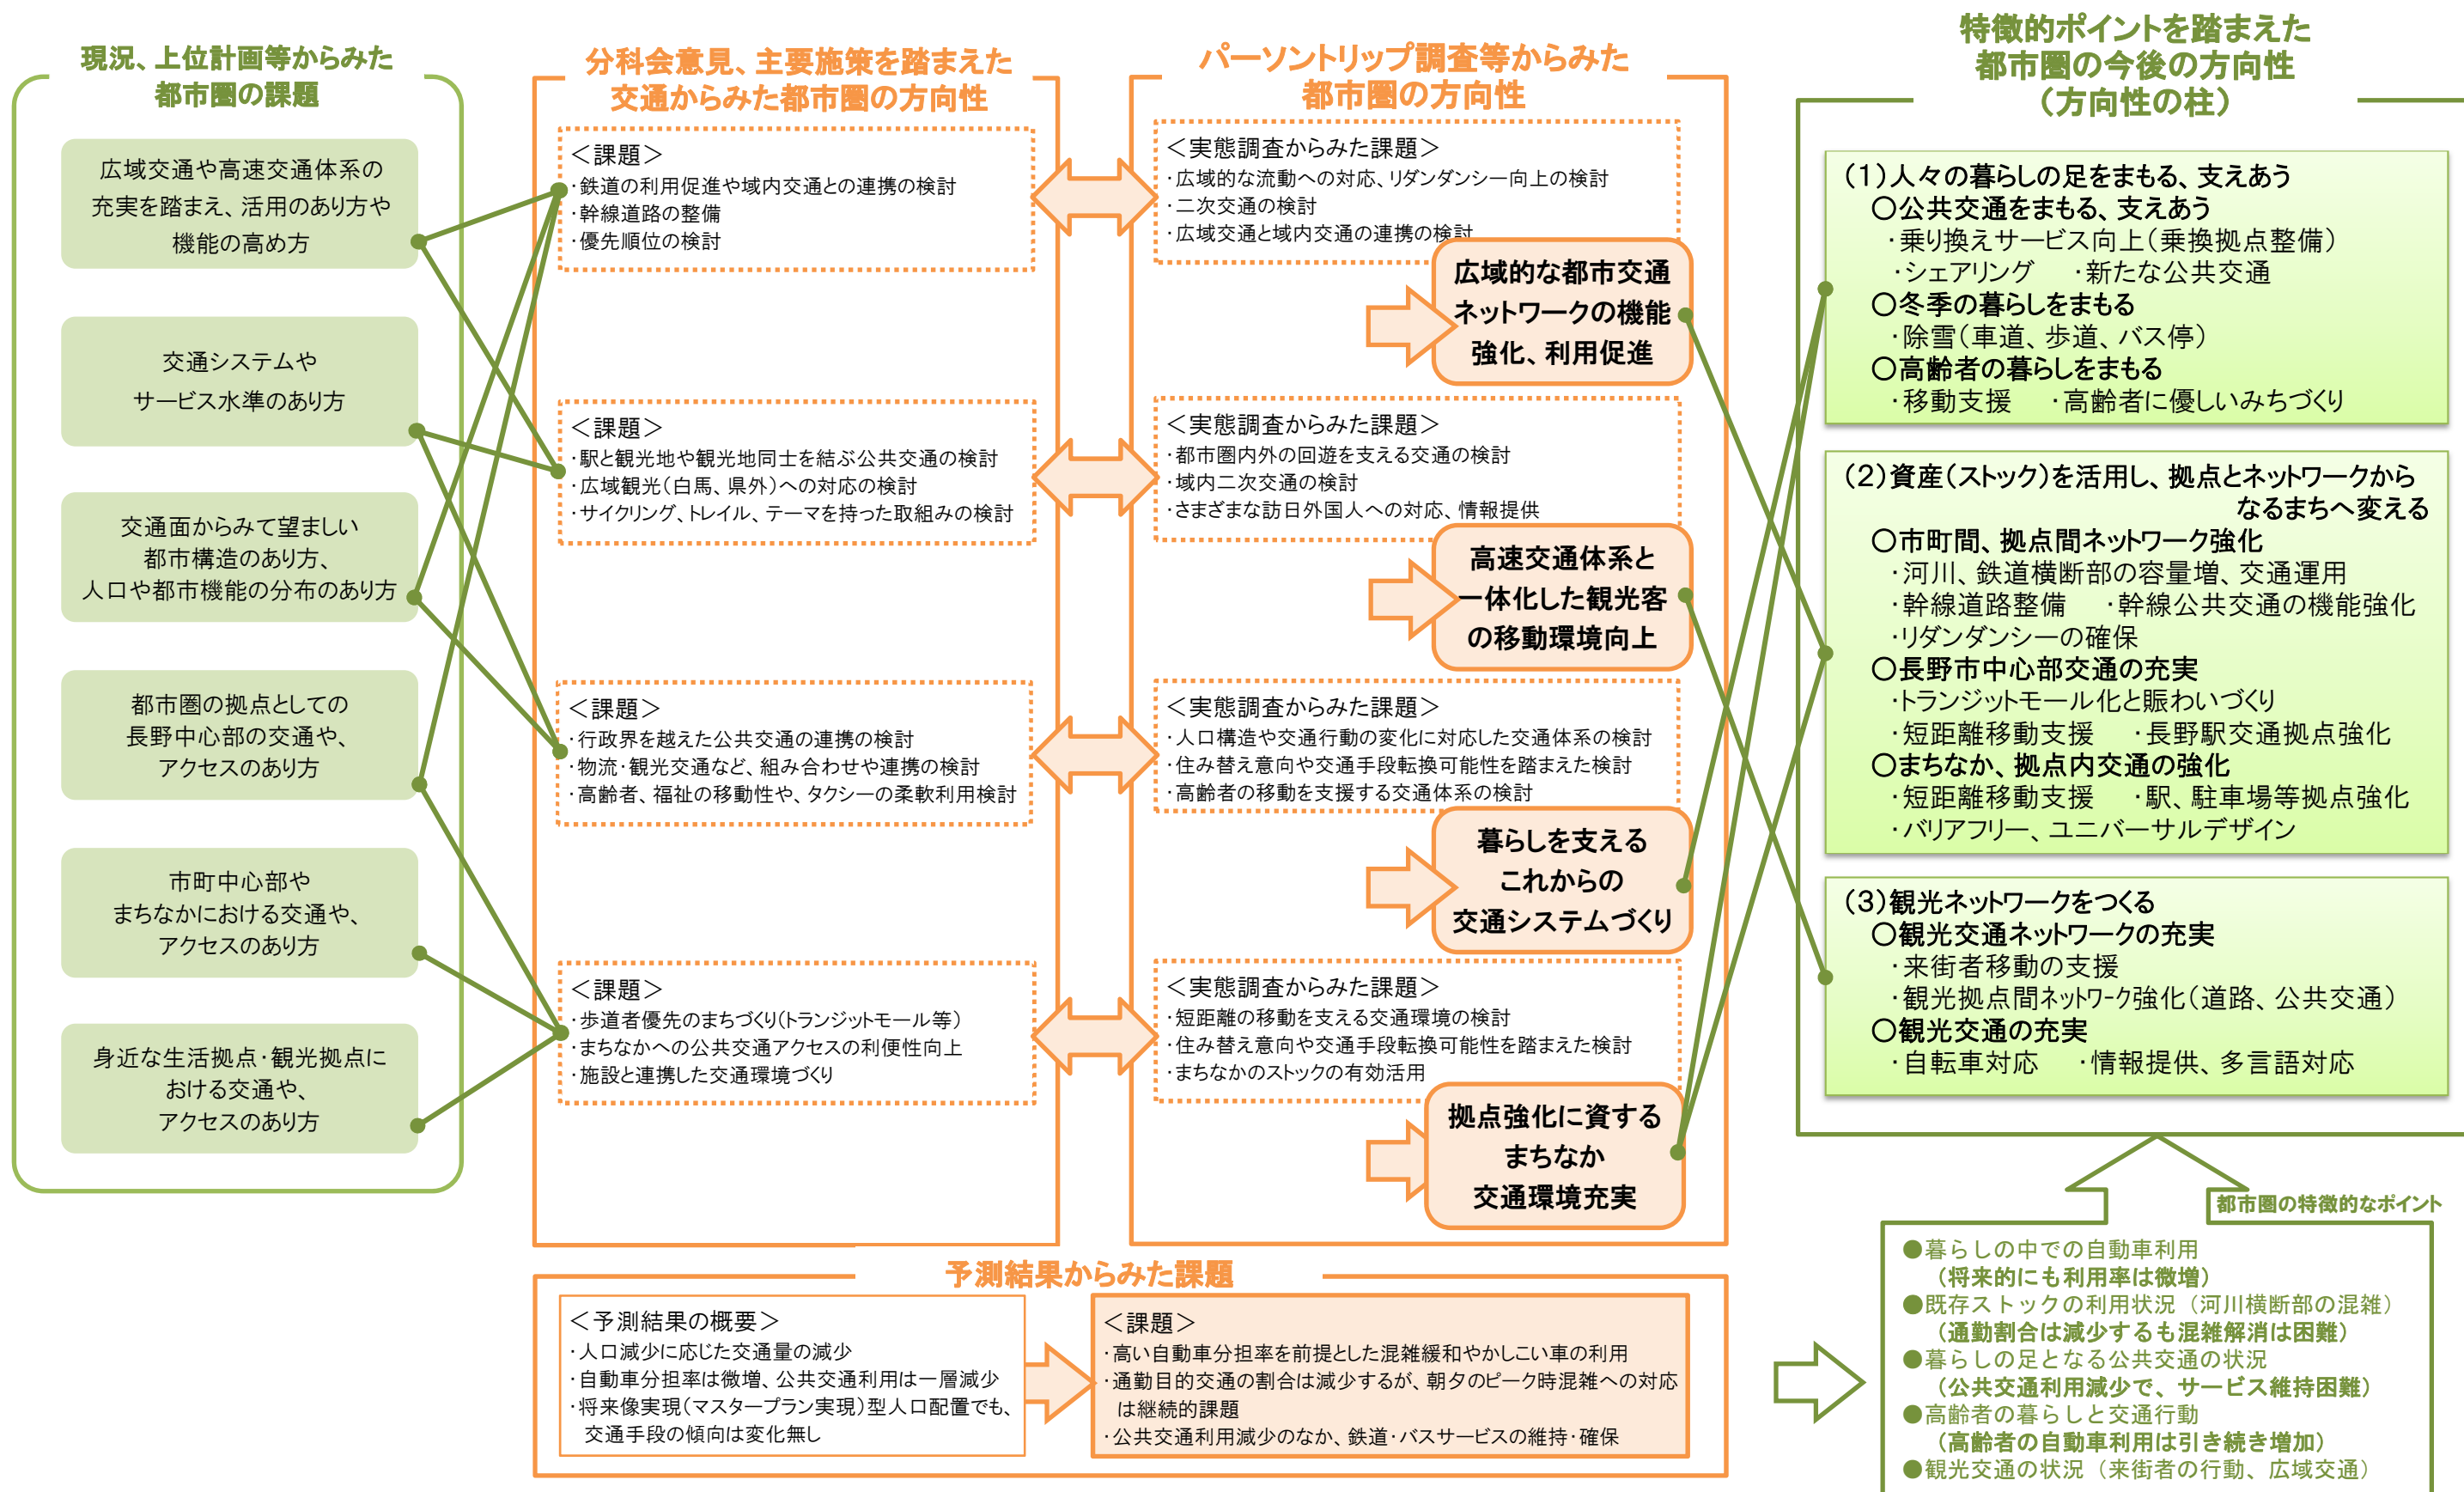 現況、上位計画等からみた
都市圏の課題
広域交通や高速交通体系の
充実を踏まえ、活用のあり方や
機能の高め方
交通システムや
サービス水準のあり方
交通面からみて望ましい
都市構造のあり方、
人口や都市機能の分布のあり方
都市圏の拠点としての
長野中心部の交通や、
アクセスのあり方
市町中心部や
まちなかにおける交通や、
アクセスのあり方
身近な生活拠点・観光拠点に
おける交通や、
アクセスのあり方
分科会意見、主要施策を踏まえた
交通からみた都市圏の方向性
＜課題＞
・鉄道の利用促進や域内交通との連携の検討
・幹線道路の整備
・優先順位の検討
＜課題＞
・駅と観光地や観光地同士を結ぶ公共交通の検討
・広域観光（白馬、県外）への対応の検討
・サイクリング、トレイル、テーマを持った取組みの検討
＜課題＞
・行政界を越えた公共交通の連携の検討
・物流・観光交通など、組み合わせや連携の検討
・高齢者、福祉の移動性や、タクシーの柔軟利用検討
＜課題＞
・歩道者優先のまちづくり（トランジットモール等）
・まちなかへの公共交通アクセスの利便性向上
・施設と連携した交通環境づくり
パーソントリップ調査等からみた
都市圏の方向性
＜実態調査からみた課題＞
・広域的な流動への対応、リダンダンシー向上の検討
・二次交通の検討
・広域交通と域内交通の連携の検討
広域的な都市交通
ネットワークの機能
強化、利用促進
＜実態調査からみた課題＞
・都市圏内外の回遊を支える交通の検討
・域内二次交通の検討
・さまざまな訪日外国人への対応、情報提供
高速交通体系と
一体化した観光客
の移動環境向上
＜実態調査からみた課題＞
・人口構造や交通行動の変化に対応した交通体系の検討
・住み替え意向や交通手段転換可能性を踏まえた検討
・高齢者の移動を支援する交通体系の検討
暮らしを支える
これからの
交通システムづくり
＜実態調査からみた課題＞
・短距離の移動を支える交通環境の検討
・住み替え意向や交通手段転換可能性を踏まえた検討
・まちなかのストックの有効活用
拠点強化に資する
まちなか
交通環境充実
予測結果からみた課題
＜予測結果の概要＞
・人口減少に応じた交通量の減少
・自動車分担率は微増、公共交通利用は一層減少
・将来像実現（マスタープラン実現）型人口配置でも、
交通手段の傾向は変化無し
＜課題＞
・高い自動車分担率を前提とした混雑緩和やかしこい車の利用
・通勤目的交通の割合は減少するが、朝夕のピーク時混雑への対応
は継続的課題
・公共交通利用減少のなか、鉄道・バスサービスの維持・確保
特徴的ポイントを踏まえた
都市圏の今後の方向性
（方向性の柱）
（1）人々の暮らしの足をまもる、支えあう
○公共交通をまもる、支えあう
・乗り換えサービス向上（乗換拠点整備）
・シェアリング　・新たな公共交通
○冬季の暮らしをまもる
・除雪（車道、歩道、バス停）
○高齢者の暮らしをまもる
・移動支援　・高齢者に優しいみちづくり
（2）資産（ストック）を活用し、拠点とネットワークから
なるまちへ変える
○市町間、拠点間ネットワーク強化
・河川、鉄道横断部の容量増、交通運用
・幹線道路整備　・幹線公共交通の機能強化
・リダンダンシーの確保
○長野市中心部交通の充実
・トランジットモール化と賑わいづくり
・短距離移動支援　・長野駅交通拠点強化
○まちなか、拠点内交通の強化
・短距離移動支援　・駅、駐車場等拠点強化
・バリアフリー、ユニバーサルデザイン
（3）観光ネットワークをつくる
○観光交通ネットワークの充実
・来街者移動の支援
・観光拠点間ネットワーク強化（道路、公共交通）
○観光交通の充実
・自転車対応　・情報提供、多言語対応
都市圏の特徴的なポイント
●暮らしの中での自動車利用
（将来的にも利用率は微増）
●既存ストックの利用状況（河川横断部の混雑）
（通勤割合は減少するも混雑解消は困難）
●暮らしの足となる公共交通の状況
（公共交通利用減少で、サービス維持困難）
●高齢者の暮らしと交通行動
（高齢者の自動車利用は引き続き増加）
●観光交通の状況（来街者の行動、広域交通）